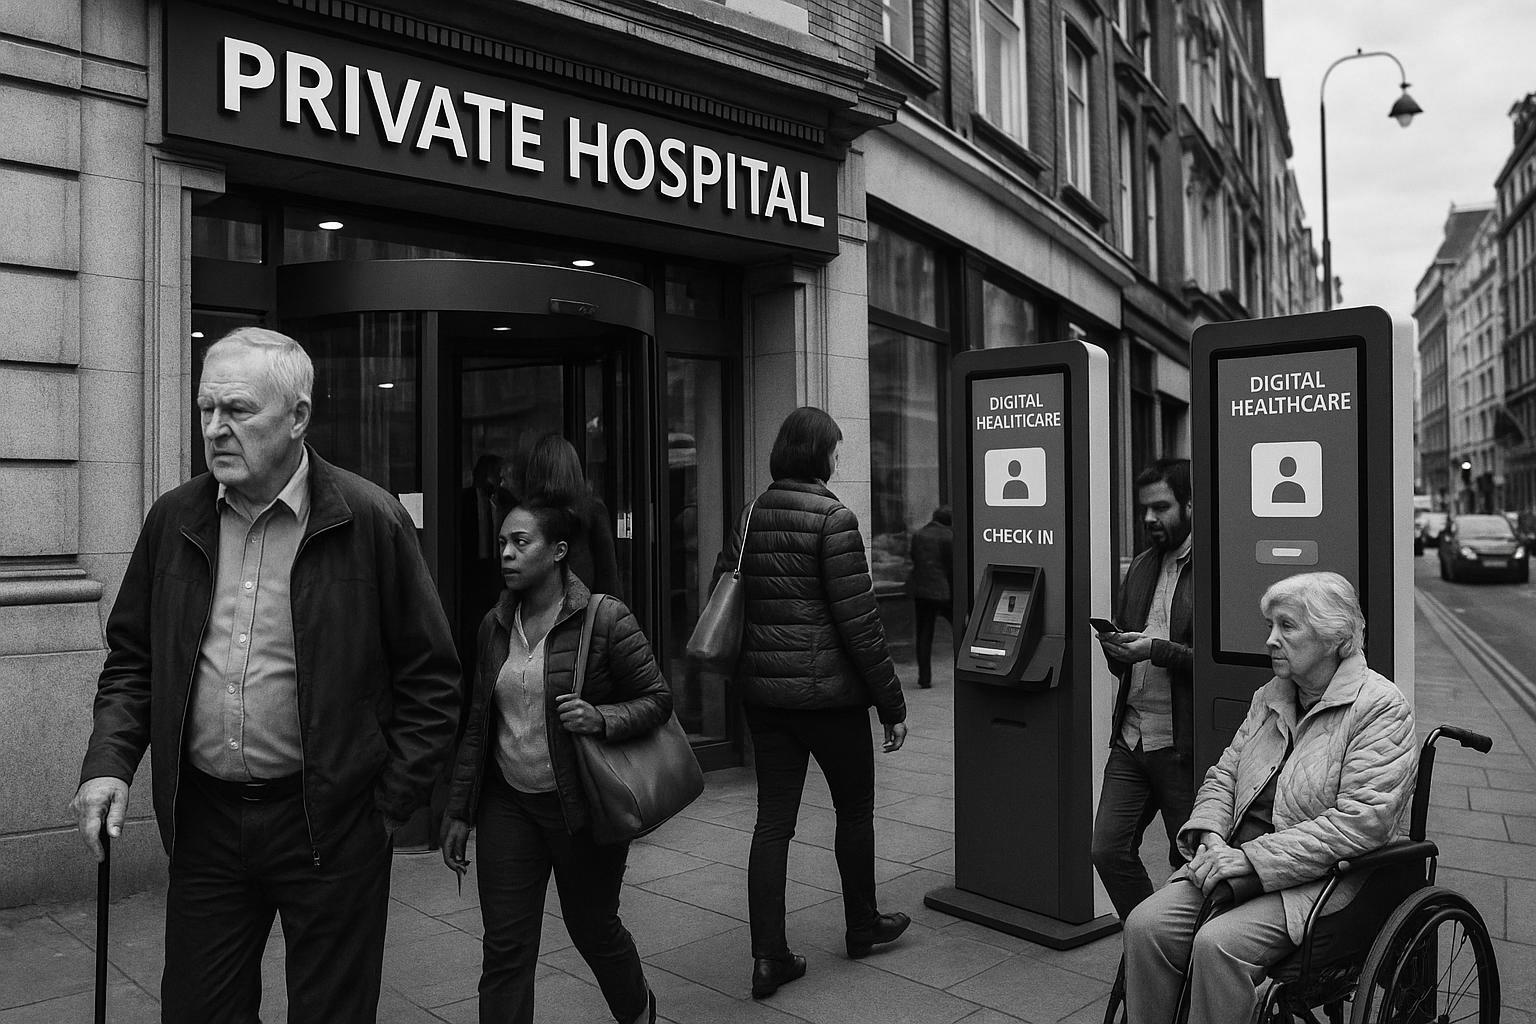 PRIVATE HOSPITAL
DIGITAL
HEALITICARE
CHECK IN
DIGITAL
HEALTHCARE